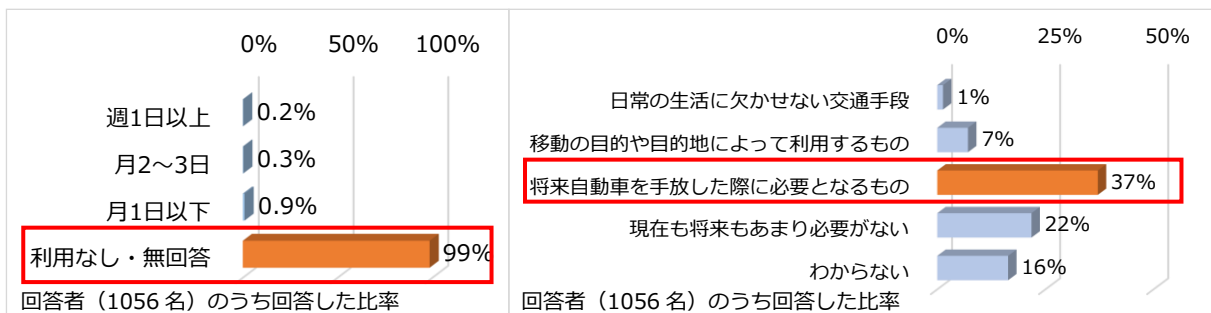 0% 50% 100%
週1日以上 0.2%
月2～3日 0.3%
月1日以下 0.9%
利用なし・無回答 99%
回答者（1056 名）のうち回答した比率
0% 25% 50%
日常の生活に欠かせない交通手段 1%
移動の目的や目的地によって利用するもの 7%
将来自動車を手放した際に必要となるもの 37%
現在も将来もあまり必要がない 22%
わからない 16%
回答者（1056 名）のうち回答した比率